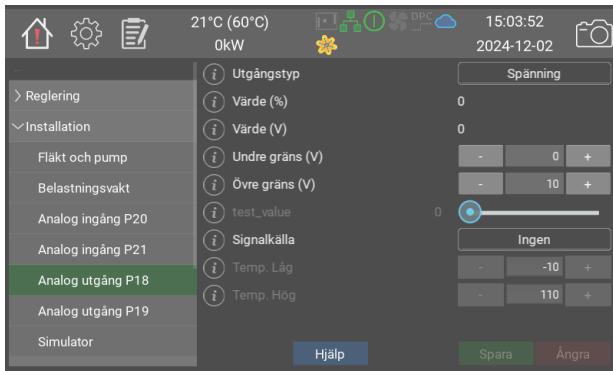 21°C (60°C)
0kW
DPC
15:03:52
2024-12-02
> Reglering
Installation
Fläkt och pump
Belastningsvakt
Analog ingång P20
Analog ingång P21
Analog utgång P18
Analog utgång P19
Simulator
i Utgångstyp Spänning
i Värde (%) 0
i Värde (V) 0
i Undre gräns (V) - 0 +
i Övre gräns (V) - 10 +
i test_value 0
i Signalkälla Ingen
i Temp. Låg - -10 +
i Temp. Hög - 110 +
Hjälp Spara Ångra